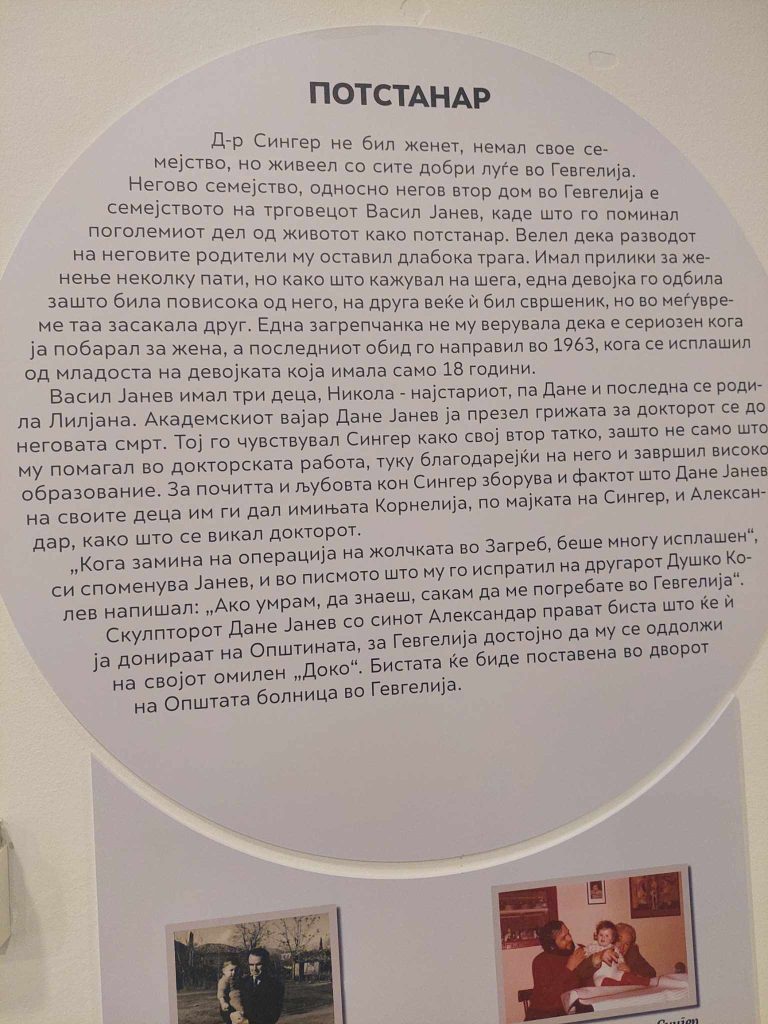 ПОТСТАНАР
Д-р Сингер не бил женет, немал свое се-
мејство, но живеел со сите добри луѓе во Гевгелија.
Негово семејство, односно негов втор дом во Гевгелија е
семејството на трговецот Васил Јанев, каде што го поминал
поголемиот дел од животот како потстанар. Велел дека разводот
на неговите родители му оставил длабока трага. Имал прилики за же-
нење неколку пати, но како што кажувал на шега, една девојка го одбила
зашто била повисока од него, на друга веќе ѝ бил свршеник, но во меѓувре-
ме таа засакала друг. Една загрепчанка не му верувала дека е сериозен кога
ја побарал за жена, а последниот обид го направил во 1963, кога се исплашил
од младоста на девојката која имала само 18 години.
Васил Јанев имал три деца, Никола - најстариот, па Дане и последна се роди-
ла Лилјана. Академскиот вајар Дане Јанев ја презел грижата за докторот се до
неговата смрт. Тој го чувствувал Сингер како свој втор татко, зашто не само што
му помагал во докторската работа, туку благодарејќи на него и завршил високо
образование. За почитта и љубовта кон Сингер зборува и фактот што Дане Јанев
на своите деца им ги дал имињата Корнелија, по мајката на Сингер, и Алексан-
дар, како што се викал докторот.
„Кога замина на операција на жолчката во Загреб, беше многу исплашен“,
си споменува Јанев, и во писмото што му го испратил на другарот Душко Ко-
лев напишал: „Ако умрам, да знаеш, сакам да ме погребате во Гевгелија“.
Скулпторот Дане Јанев со синот Александар прават биста што ќе ѝ
ја донираат на Општината, за Гевгелија достојно да му се оддолжи
на својот омилен „Доко“. Бистата ќе биде поставена во дворот
на Општата болница во Гевгелија.